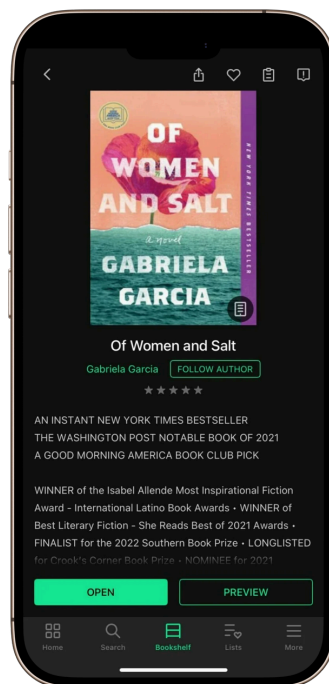 OF
WOMEN
AND SALT
a novel
GABRIELA
GARCIA
NEW YORK TIMES BESTSELLER
Of Women and Salt
Gabriela Garcia FOLLOW AUTHOR
AN INSTANT NEW YORK TIMES BESTSELLER
THE WASHINGTON POST NOTABLE BOOK OF 2021
A GOOD MORNING AMERICA BOOK CLUB PICK
WINNER of the Isabel Allende Most Inspirational Fiction
Award - International Latino Book Awards • WINNER of
Best Literary Fiction - She Reads Best of 2021 Awards •
FINALIST for the 2022 Southern Book Prize • LONGLISTED
for Crook's Corner Book Prize • NOMINEE for 2021
OPEN PREVIEW
Home Search Bookshelf Lists More